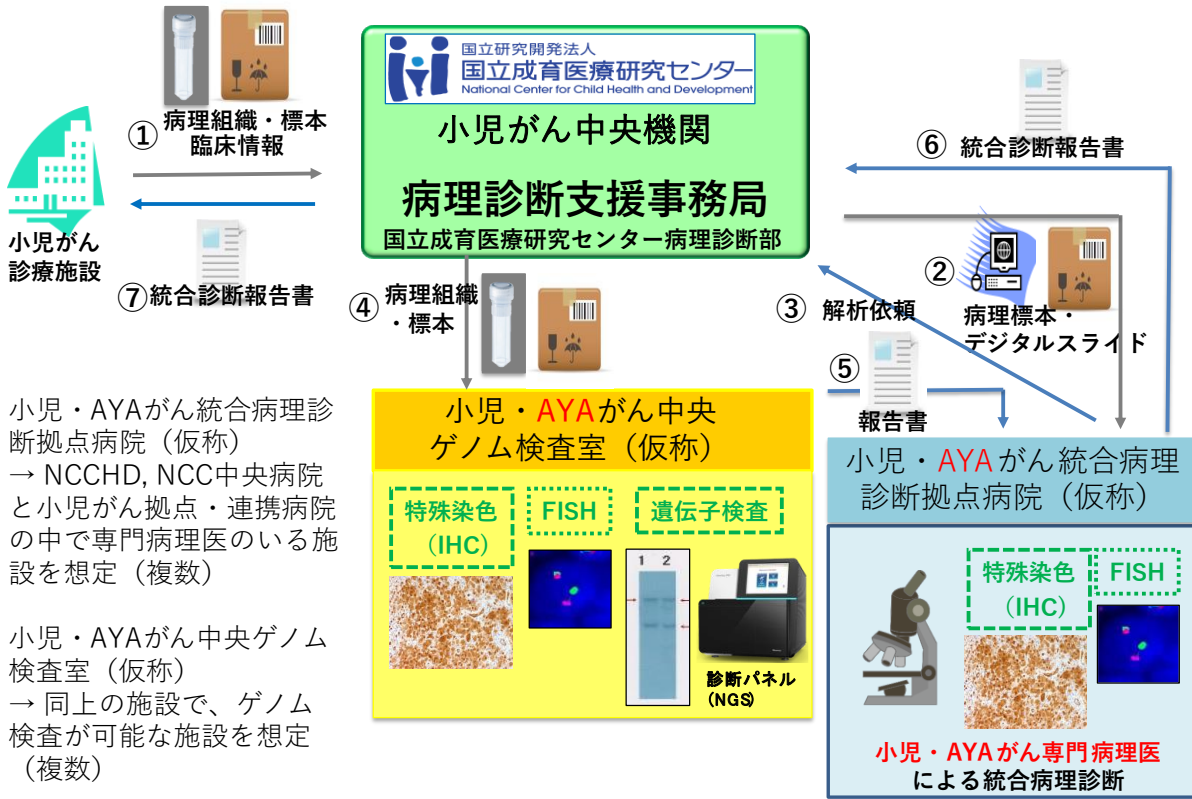 国立研究開発法人
国立成育医療研究センター
National Center for Child Health and Development
小児がん中央機関
病理診断支援事務局
国立成育医療研究センター病理診断部
①
病理組織・標本
臨床情報
小児がん
診療施設
⑦統合診断報告書
⑥ 統合診断報告書
②
病理標本・
デジタルスライド
③ 解析依頼
④ 病理組織
・標本
⑤
報告書
小児・AYAがん中央
ゲノム検査室（仮称）
特殊染色
（IHC）
FISH
遺伝子検査
1 2
診断パネル
(NGS)
小児・AYAがん統合病理
診断拠点病院（仮称）
特殊染色
（IHC）
FISH
小児・AYAがん専門病理医
による統合病理診断
小児・AYAがん統合病理診
断拠点病院（仮称）
→ NCCHD, NCC中央病院
と小児がん拠点・連携病院
の中で専門病理医のいる施
設を想定（複数）
小児・AYAがん中央ゲノム
検査室（仮称）
→ 同上の施設で、ゲノム
検査が可能な施設を想定
（複数）